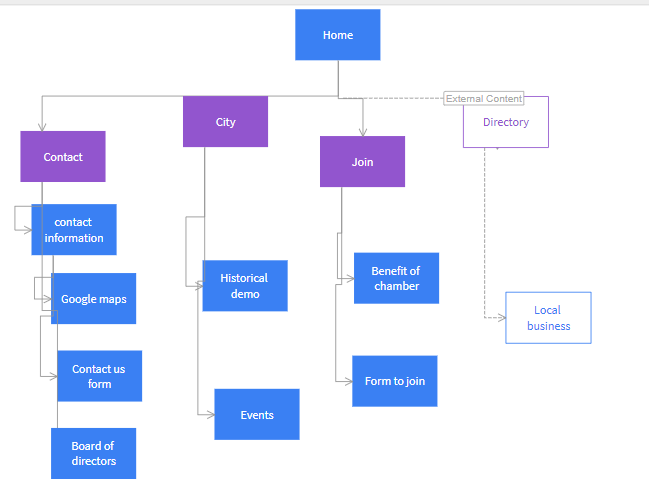 Home
External Content
City
Directory
Contact
Join
contact
information
Historical
demo
Benefit of
chamber
Google maps
Local
business
Contact us
form
Form to join
Events
Board of
directors